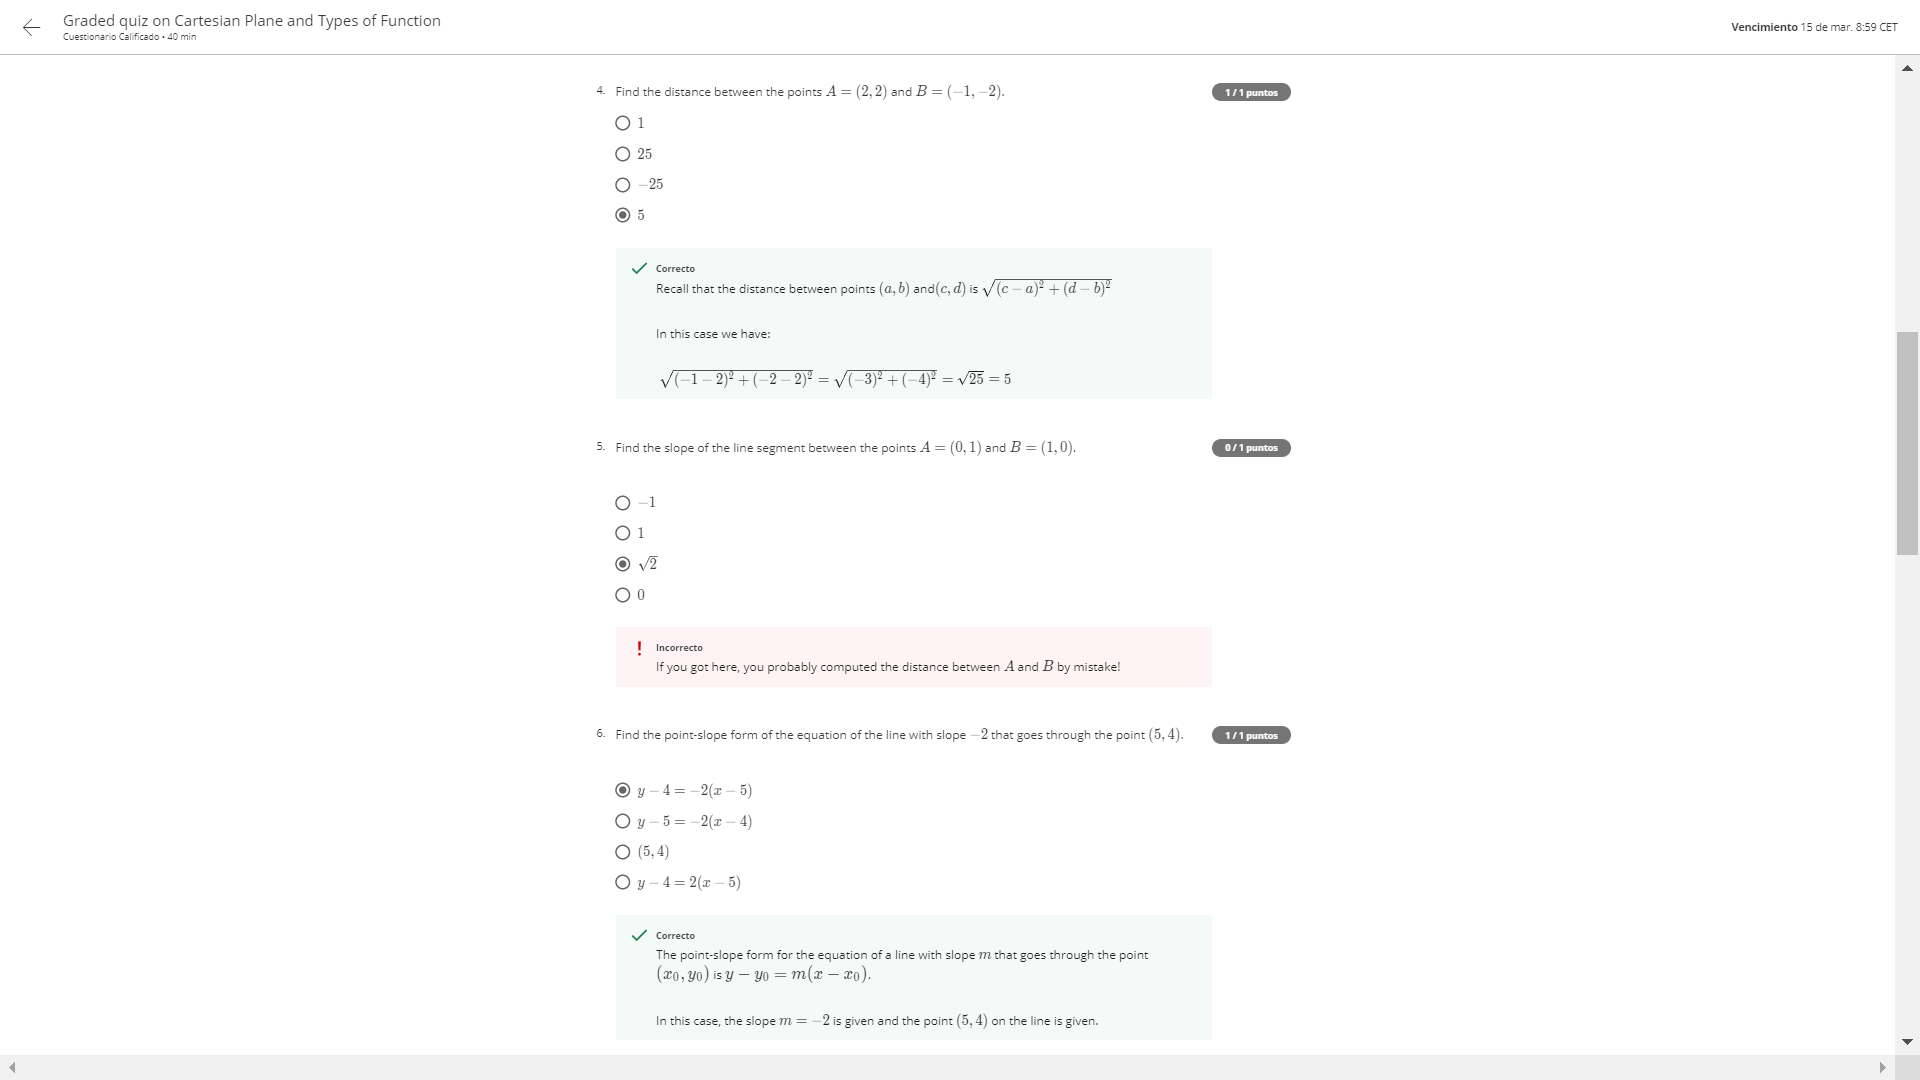 Graded quiz on Cartesian Plane and Types of Function
Cuestionario Calificado • 40 min
Vencimiento 15 de mar. 8:59 CET
4. Find the distance between the points A = (2, 2) and B = (−1, −2).
1 / 1 puntos
1
25
−25
5
Correcto
Recall that the distance between points (a, b) and(c, d) is √(c − a)² + (d − b)²
In this case we have:
√(−1 − 2)² + (−2 − 2)² = √(−3)² + (−4)² = √25 = 5
5. Find the slope of the line segment between the points A = (0, 1) and B = (1, 0).
0 / 1 puntos
−1
1
√2
0
Incorrecto
If you got here, you probably computed the distance between A and B by mistake!
6. Find the point-slope form of the equation of the line with slope −2 that goes through the point (5, 4).
1 / 1 puntos
y − 4 = −2(x − 5)
y − 5 = −2(x − 4)
(5, 4)
y − 4 = 2(x − 5)
Correcto
The point-slope form for the equation of a line with slope m that goes through the point
(x₀, y₀) is y − y₀ = m(x − x₀).
In this case, the slope m = −2 is given and the point (5, 4) on the line is given.